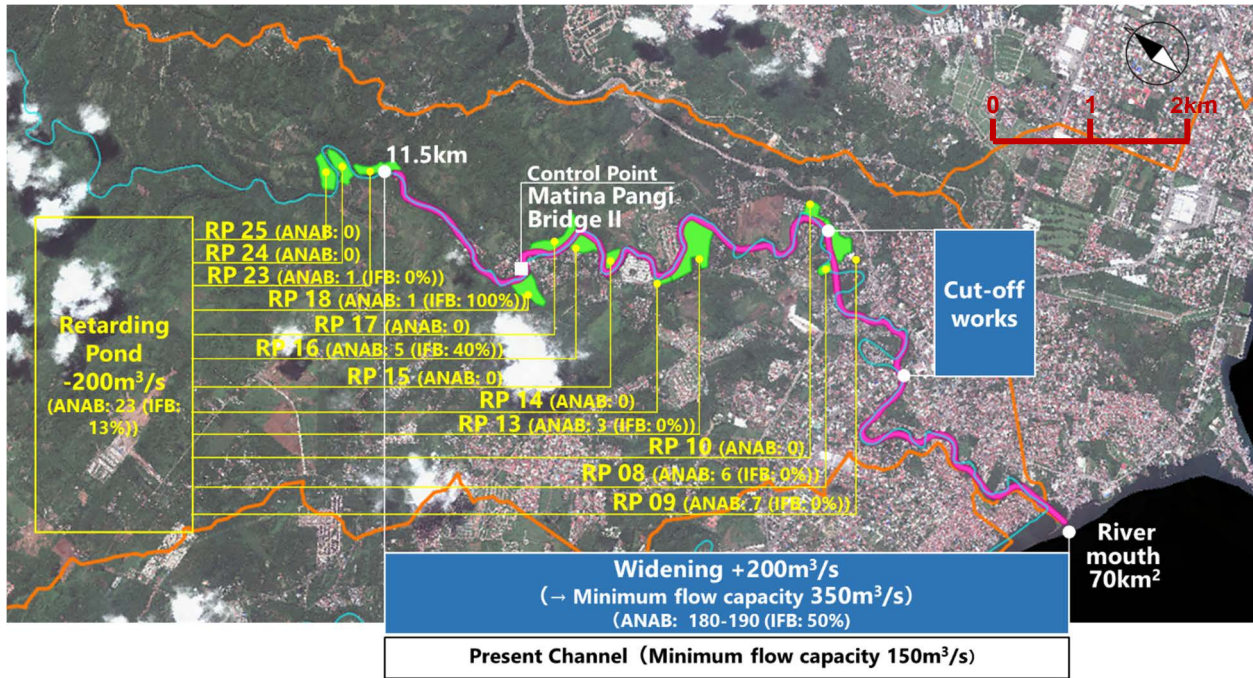 0 1 2km
11.5km
Control Point
Matina Pangi
Bridge II
RP 25 (ANAB: 0)
RP 24 (ANAB: 0)
RP 23 (ANAB: 1 (IFB: 0%))
RP 18 (ANAB: 1 (IFB: 100%))
RP 17 (ANAB: 0)
RP 16 (ANAB: 5 (IFB: 40%))
RP 15 (ANAB: 0)
RP 14 (ANAB: 0)
RP 13 (ANAB: 3 (IFB: 0%))
RP 10 (ANAB: 0)
RP 08 (ANAB: 6 (IFB: 0%))
RP 09 (ANAB: 7 (IFB: 0%))
Retarding
Pond
-200m³/s
(ANAB: 23 (IFB:
13%))
Cut-off
works
River
mouth
70km²
Widening +200m³/s
(→ Minimum flow capacity 350m³/s)
(ANAB: 180-190 (IFB: 50%)
Present Channel (Minimum flow capacity 150m³/s)